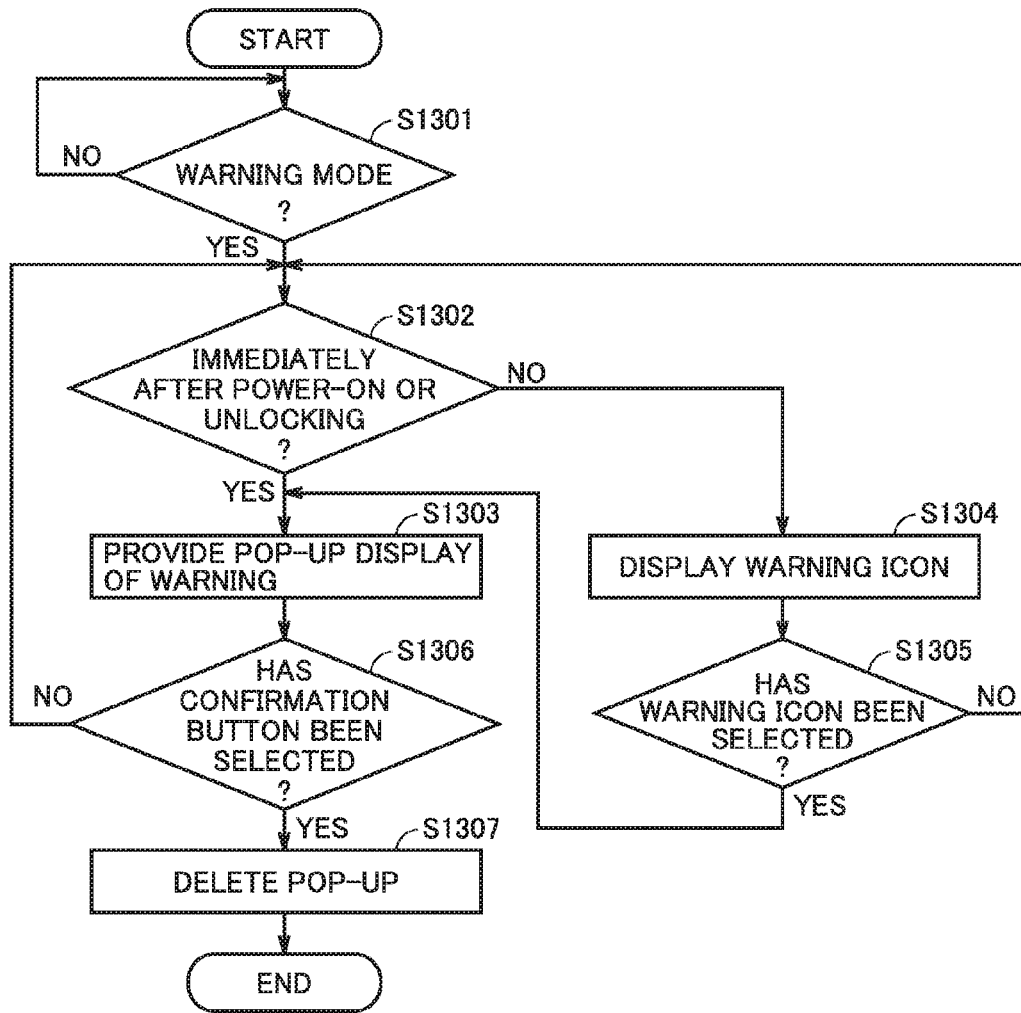 START
S1301
NO
WARNING MODE
?
YES
S1302
IMMEDIATELY
AFTER POWER-ON OR
UNLOCKING
?
NO
YES
S1303
PROVIDE POP-UP DISPLAY
OF WARNING
S1304
DISPLAY WARNING ICON
S1306
HAS
CONFIRMATION
BUTTON BEEN
SELECTED
?
NO
S1305
HAS
WARNING ICON BEEN
SELECTED
?
NO
YES
YES
S1307
DELETE POP-UP
END